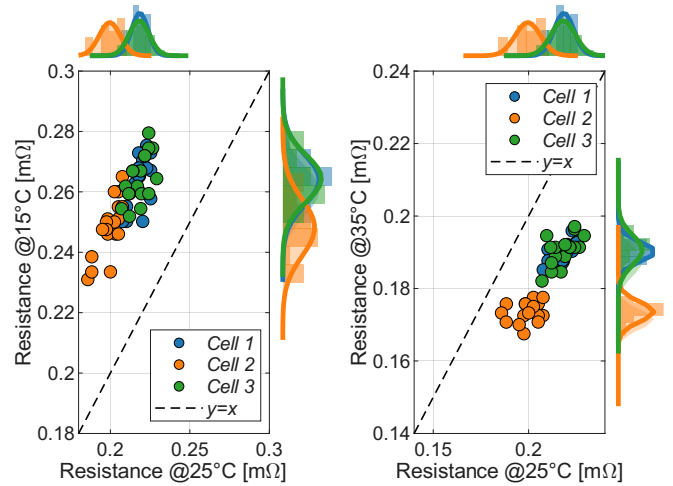 0.3
0.28
0.26
0.24
0.22
0.2
0.18
0.2
0.25
0.3
Resistance @15°C [mΩ]
Resistance @25°C [mΩ]
Cell 1
Cell 2
Cell 3
y=x
0.24
0.22
0.2
0.18
0.16
0.14
0.15
0.2
Resistance @35°C [mΩ]
Resistance @25°C [mΩ]
Cell 1
Cell 2
Cell 3
y=x